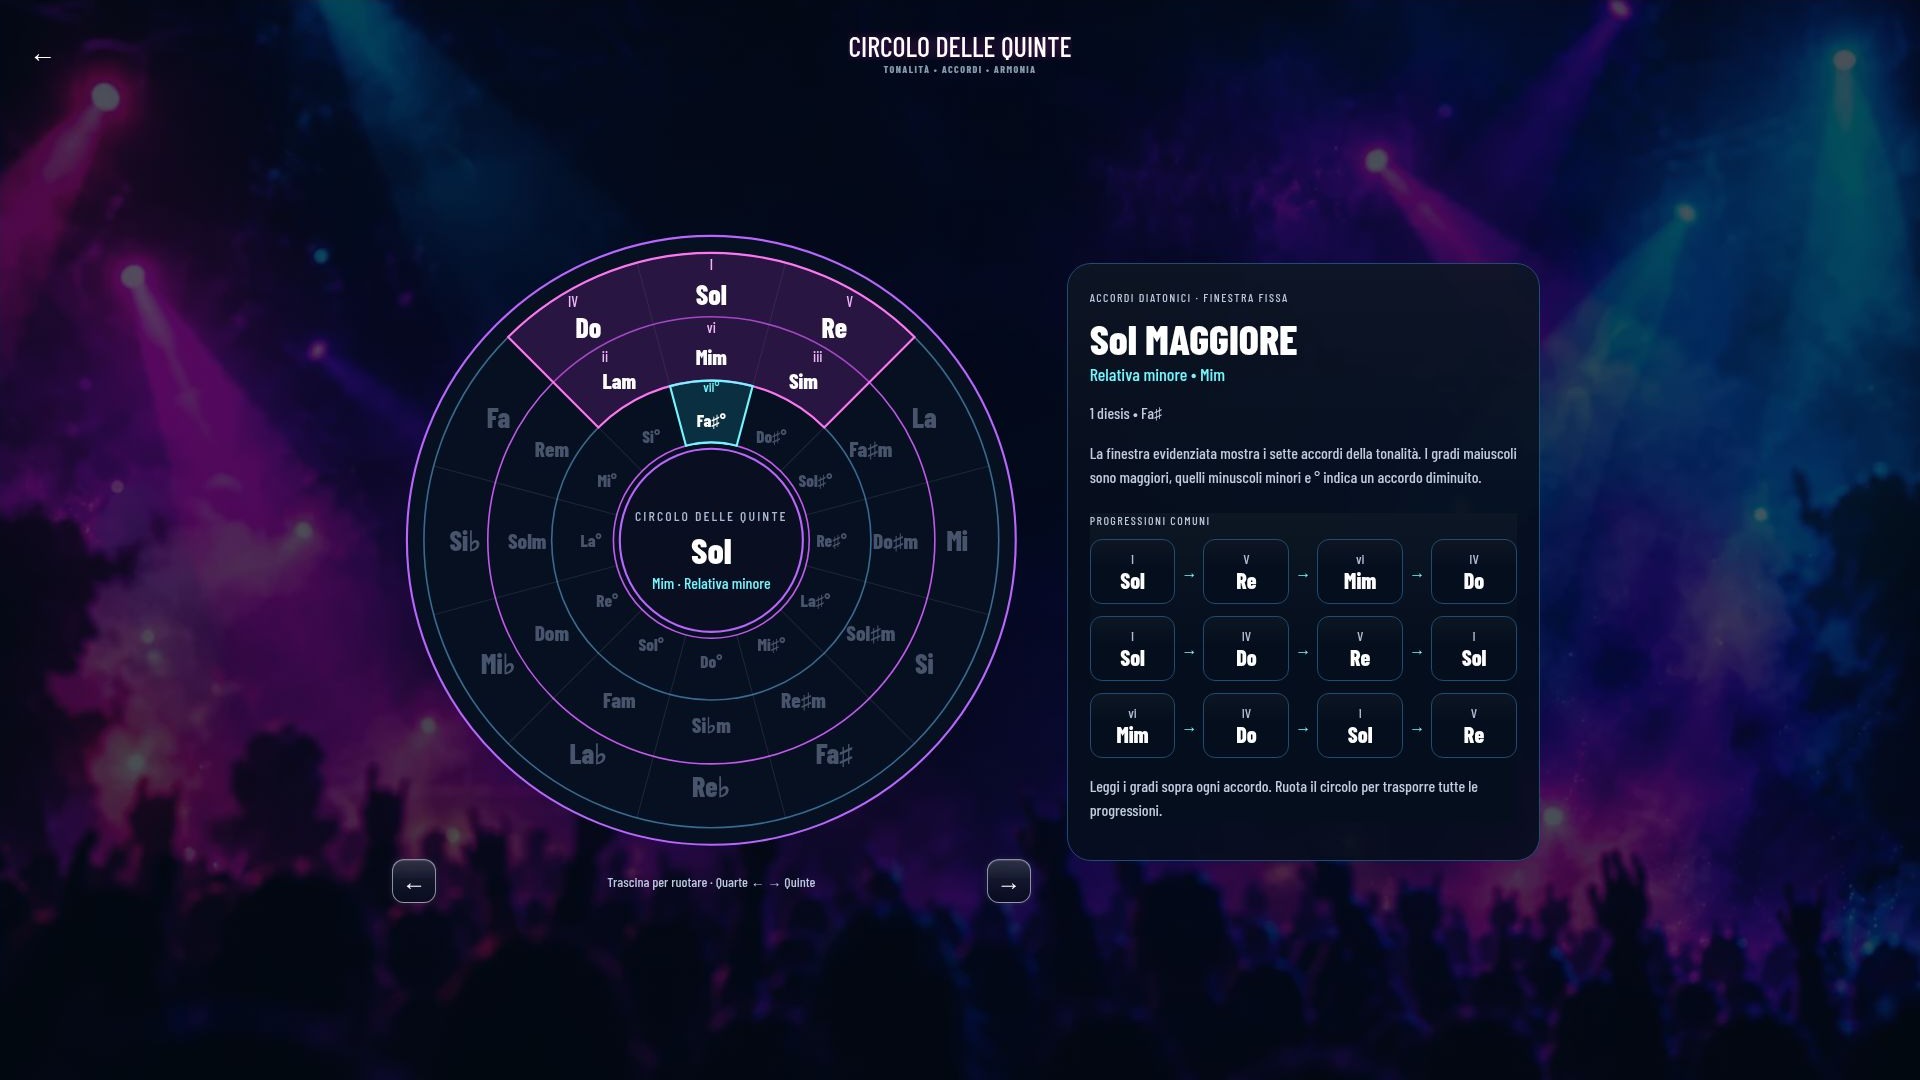 ←
CIRCOLO DELLE QUINTE
TONALITÀ • ACCORDI • ARMONIA
I
Sol
IV
Do
V
Re
vi
Mim
ii
Lam
iii
Sim
vii°
Fa♯°
Fa
La
Rem
Si°
Do♯°
Fa♯m
Mi°
Sol♯°
Si♭
Solm
La°
Re♯°
Do♯m
Mi
Re°
La♯°
Dom
Sol♯m
Mi♭
Sol°
Do°
Mi♯°
Si
Fam
Si♭m
Re♯m
La♭
Re♭
Fa♯
CIRCOLO DELLE QUINTE
Sol
Mim · Relativa minore
←
Trascina per ruotare · Quarte ← → Quinte
→
ACCORDI DIATONICI · FINESTRA FISSA
Sol MAGGIORE
Relativa minore • Mim
1 diesis • Fa♯
La finestra evidenziata mostra i sette accordi della tonalità. I gradi maiuscoli
sono maggiori, quelli minuscoli minori e ° indica un accordo diminuito.
PROGRESSIONI COMUNI
I V vi IV
Sol → Re → Mim → Do
I IV V I
Sol → Do → Re → Sol
vi IV I V
Mim → Do → Sol → Re
Leggi i gradi sopra ogni accordo. Ruota il circolo per trasporre tutte le
progressioni.